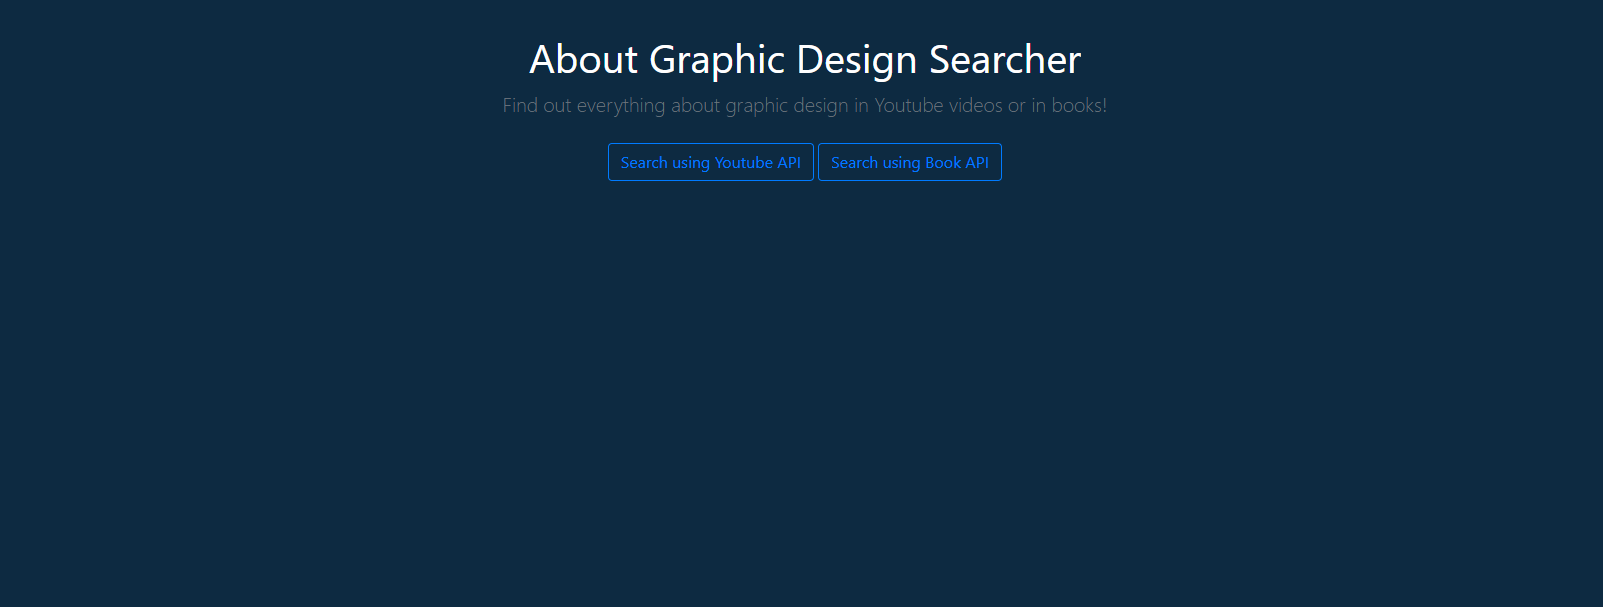 About Graphic Design Searcher
Find out everything about graphic design in Youtube videos or in books!
Search using Youtube API Search using Book API